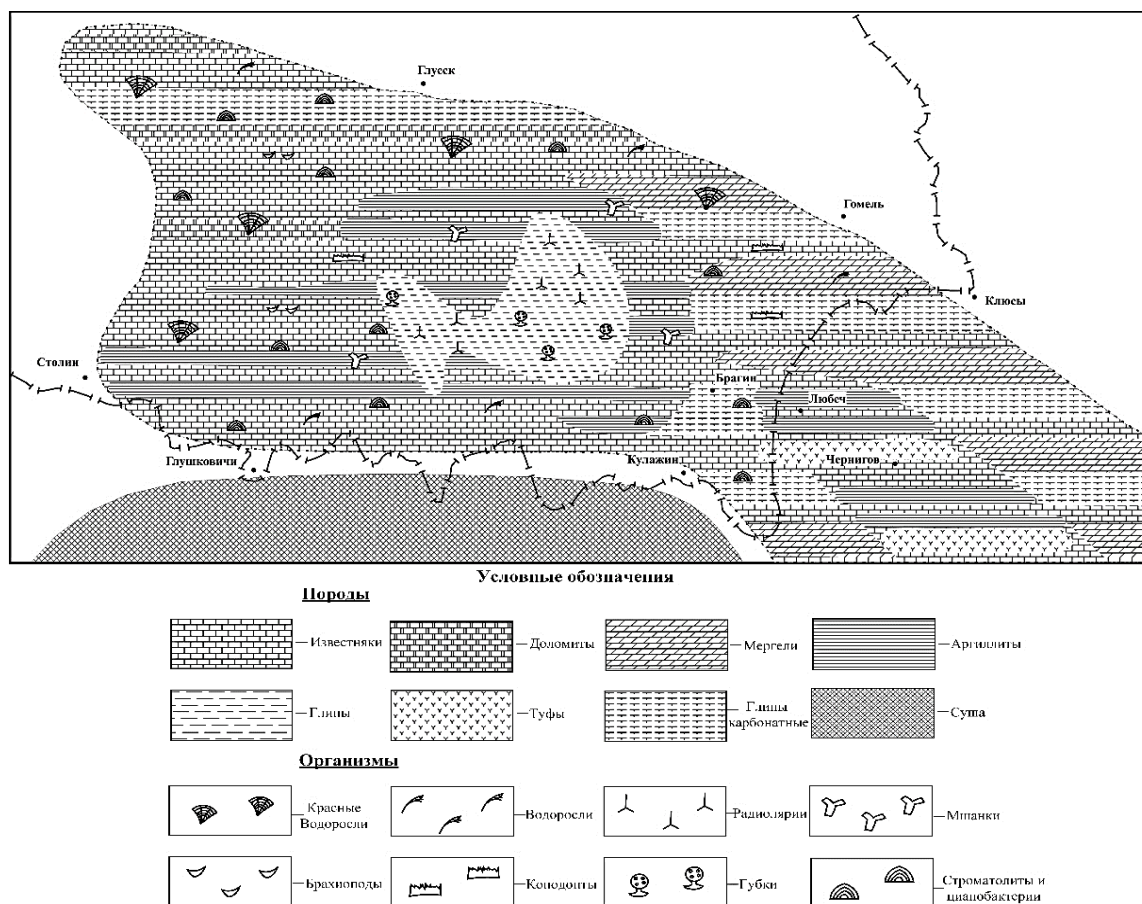 Глусск
Гомель
Клюсы
Столин
Брагин
Любеч
Глушковичи
Кулажин
Чернигов
Условные обозначения
Породы
Известняки
Доломиты
Мергели
Аргиллиты
Глины
Туфы
Глины
карбонатные
Суша
Организмы
Красные
Водоросли
Водоросли
Радиолярии
Мшанки
Брахиоподы
Конодонты
Губки
Строматолиты и
цианобактерии